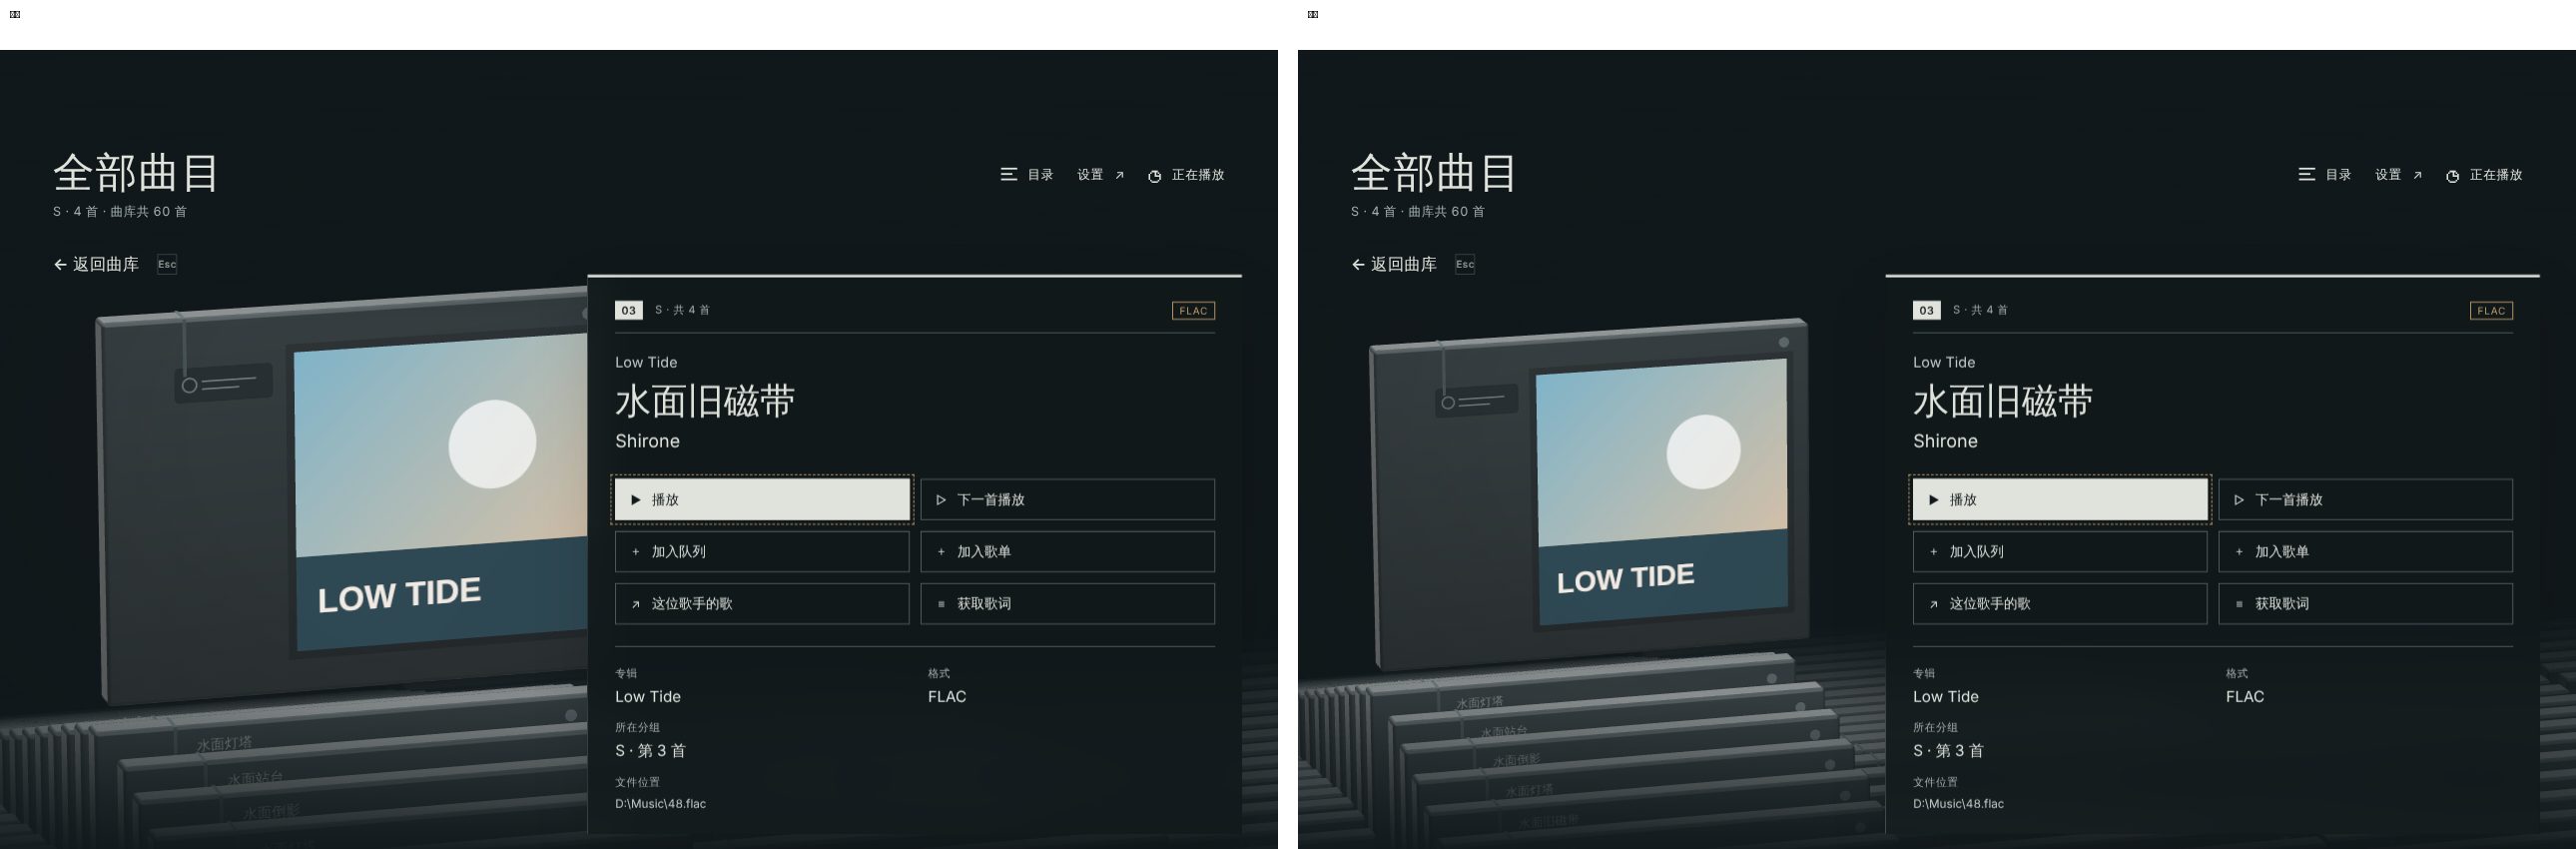 全部曲目
S · 4 首 · 曲库共 60 首
目录 设置 正在播放
返回曲库 Esc
LOW TIDE
水面灯塔
水面站台
水面倒影
03 S · 共 4 首 FLAC
Low Tide
水面旧磁带
Shirone
播放 下一首播放
加入队列 加入歌单
这位歌手的歌 获取歌词
专辑 格式
Low Tide FLAC
所在分组
S · 第 3 首
文件位置
D:\Music\48.flac
全部曲目
S · 4 首 · 曲库共 60 首
目录 设置 正在播放
返回曲库 Esc
LOW TIDE
水面灯塔
水面站台
水面倒影
水面灯塔
水面旧磁带
03 S · 共 4 首 FLAC
Low Tide
水面旧磁带
Shirone
播放 下一首播放
加入队列 加入歌单
这位歌手的歌 获取歌词
专辑 格式
Low Tide FLAC
所在分组
S · 第 3 首
文件位置
D:\Music\48.flac